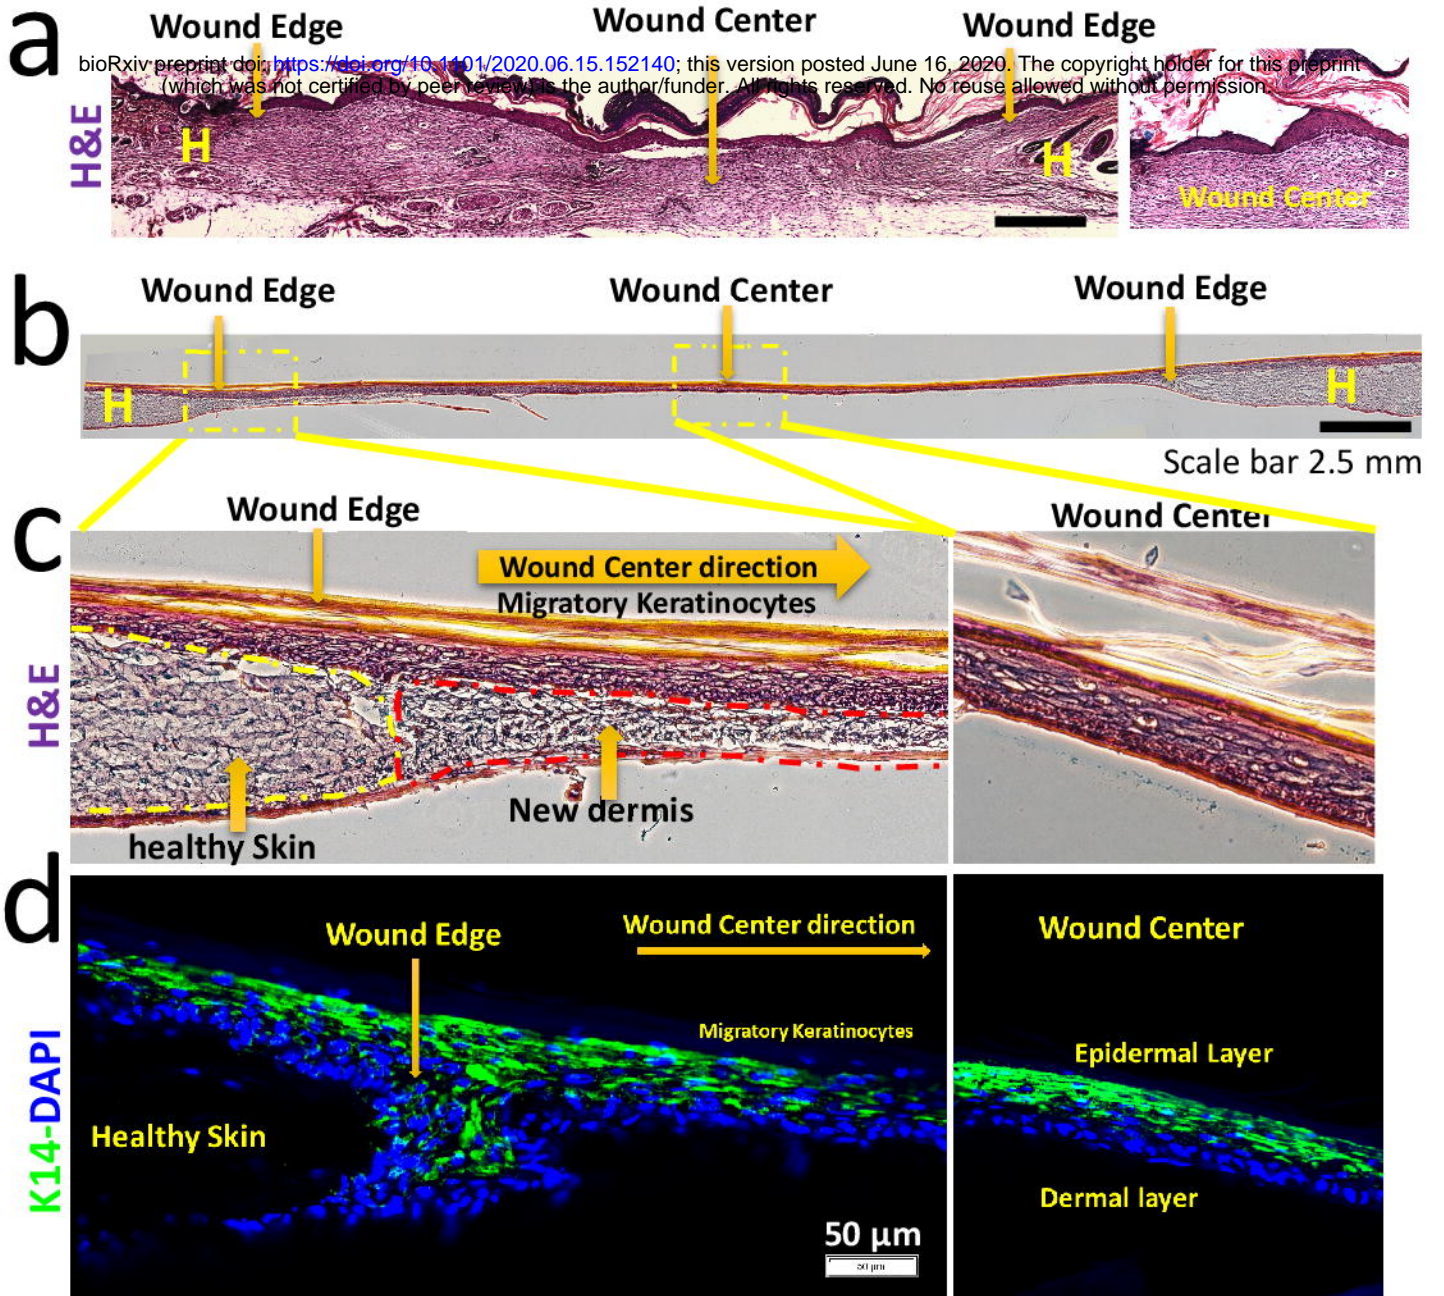 a
Wound Edge
Wound Center
Wound Edge
bioRxiv preprint doi: https://doi.org/10.1101/2020.06.15.152140; this version posted June 16, 2020. The copyright holder for this preprint
(which was not certified by peer review) is the author/funder. All rights reserved. No reuse allowed without permission.
H&E
H
H
Wound Center
b
Wound Edge
Wound Center
Wound Edge
H
H
Scale bar 2.5 mm
c
Wound Edge
Wound Center
Wound Center direction
Migratory Keratinocytes
H&E
New dermis
healthy Skin
d
Wound Edge
Wound Center direction
Wound Center
Migratory Keratinocytes
Epidermal Layer
K14-DAPI
Healthy Skin
Dermal layer
50 µm
50 µm